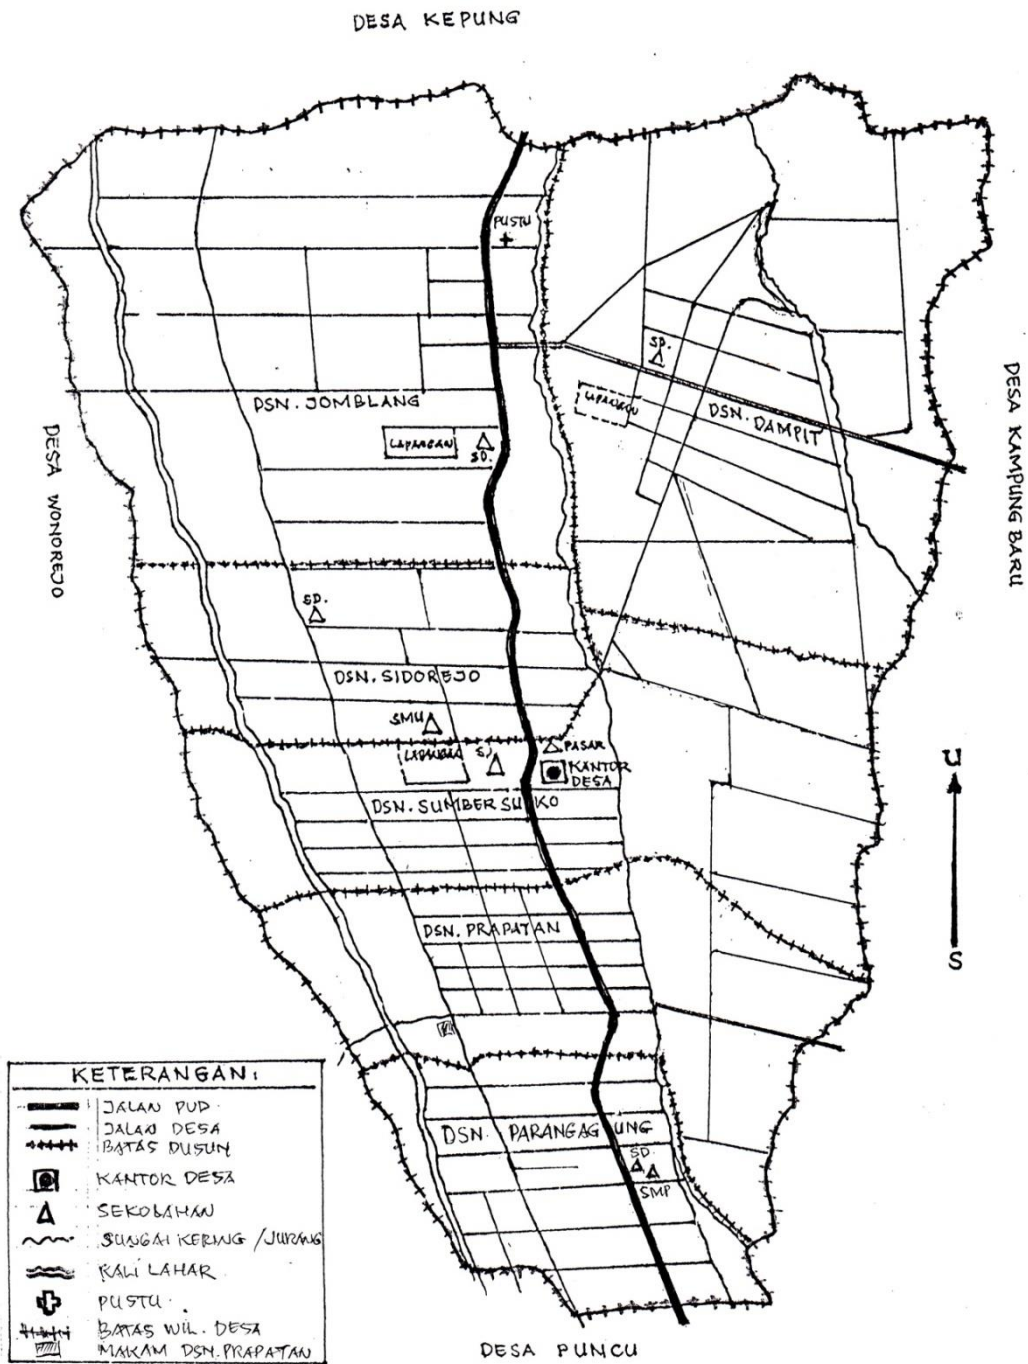 DESA KEPUNG
PUSTU
SD.
LAPANGAN
DSN. JOMBLANG
DSN. DAMPIT
LAPANGAN
SD.
DESA KAMPUNG BARU
DESA WONOREJO
SD.
DSN. SIDOREJO
SMU
LAPANGAN
PASAR
KANTOR
DESA
DSN. SUMBER SUKO
U
S
DSN. PRAPATAN
DSN. PARANGAGUNG
SD
SMP
KETERANGAN:
JALAN PUD.
JALAN DESA
BATAS DUSUN
KANTOR DESA
SEKOLAHAN
SUNGAI KERING / JURANG
KALI LAHAR
PUSTU.
BATAS WIL. DESA
MAKAM DSN. PRAPATAN
DESA PUNCU